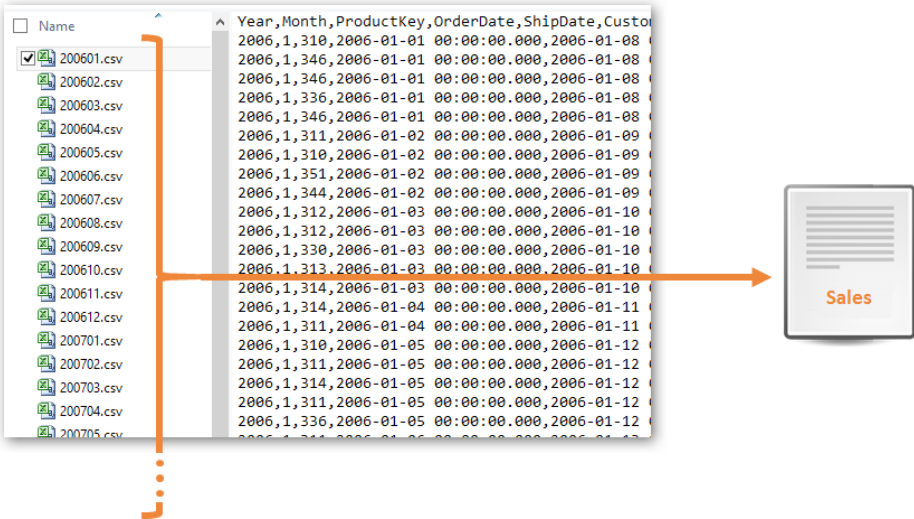 Name
200601.csv
200602.csv
200603.csv
200604.csv
200605.csv
200606.csv
200607.csv
200608.csv
200609.csv
200610.csv
200611.csv
200612.csv
200701.csv
200702.csv
200703.csv
200704.csv
200705.csv
Year,Month,ProductKey,OrderDate,ShipDate,
2006,1,310,2006-01-01 00:00:00.000,2006-01-08
2006,1,346,2006-01-01 00:00:00.000,2006-01-08
2006,1,346,2006-01-01 00:00:00.000,2006-01-08
2006,1,336,2006-01-01 00:00:00.000,2006-01-08
2006,1,346,2006-01-01 00:00:00.000,2006-01-08
2006,1,311,2006-01-02 00:00:00.000,2006-01-09
2006,1,310,2006-01-02 00:00:00.000,2006-01-09
2006,1,351,2006-01-02 00:00:00.000,2006-01-09
2006,1,344,2006-01-02 00:00:00.000,2006-01-09
2006,1,312,2006-01-03 00:00:00.000,2006-01-10
2006,1,312,2006-01-03 00:00:00.000,2006-01-10
2006,1,330,2006-01-03 00:00:00.000,2006-01-10
2006,1,313,2006-01-03 00:00:00.000,2006-01-10
2006,1,314,2006-01-03 00:00:00.000,2006-01-10
2006,1,314,2006-01-04 00:00:00.000,2006-01-11
2006,1,311,2006-01-04 00:00:00.000,2006-01-11
2006,1,310,2006-01-05 00:00:00.000,2006-01-12
2006,1,311,2006-01-05 00:00:00.000,2006-01-12
2006,1,314,2006-01-05 00:00:00.000,2006-01-12
2006,1,311,2006-01-05 00:00:00.000,2006-01-12
2006,1,336,2006-01-05 00:00:00.000,2006-01-12
Sales